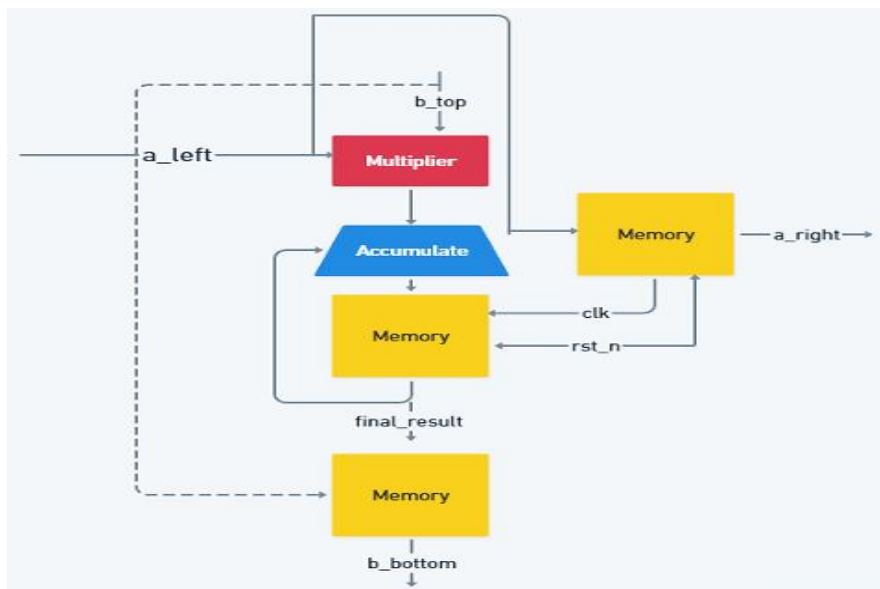 b_top
a_left
Multiplier
Memory
a_right
Accumulate
clk
Memory
rst_n
final_result
Memory
b_bottom